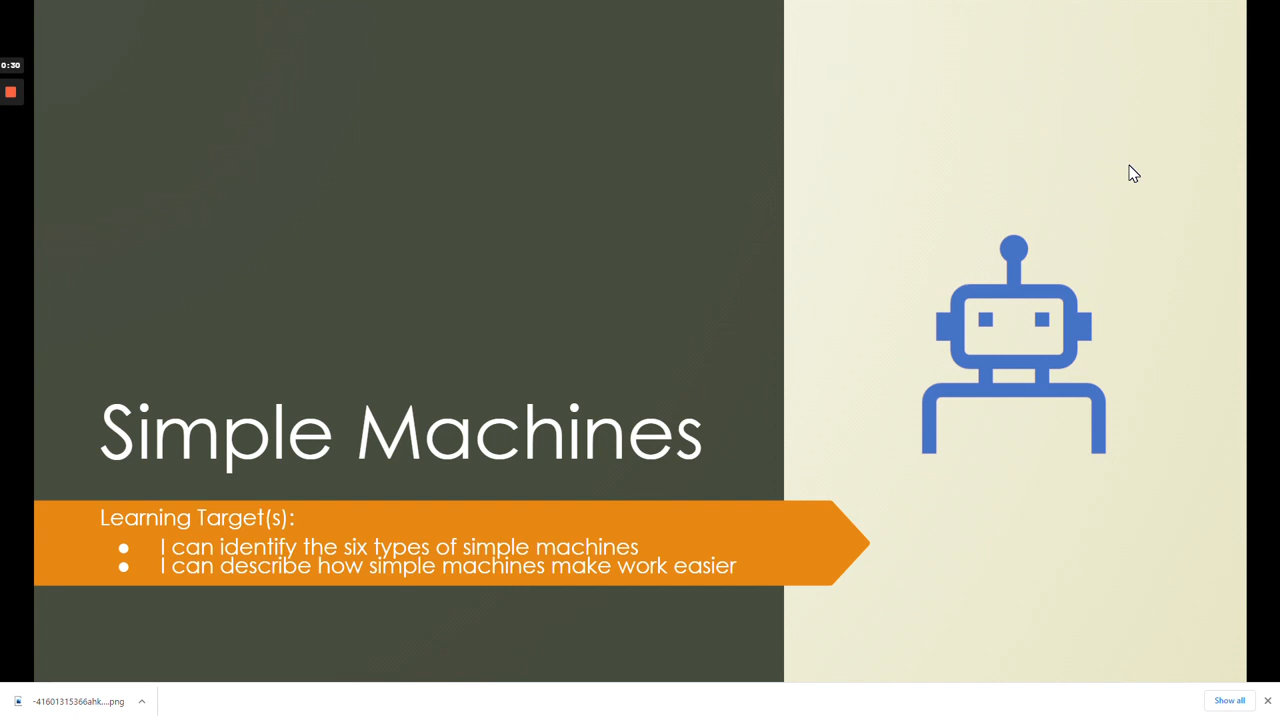 0:30
Simple Machines
Learning Target(s):
● I can identify the six types of simple machines
● I can describe how simple machines make work easier
-41601315366ahk....png
Show all